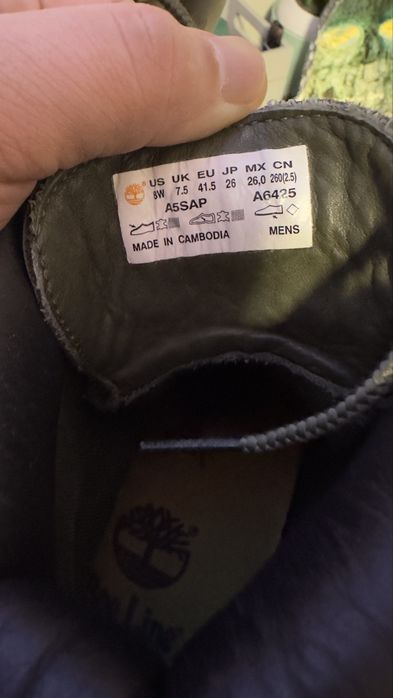 US UK EU JP MX CN
8W 7.5 41.5 26 26.0 260(2.5)
A5SAP A6425
MADE IN CAMBODIA MENS
Line